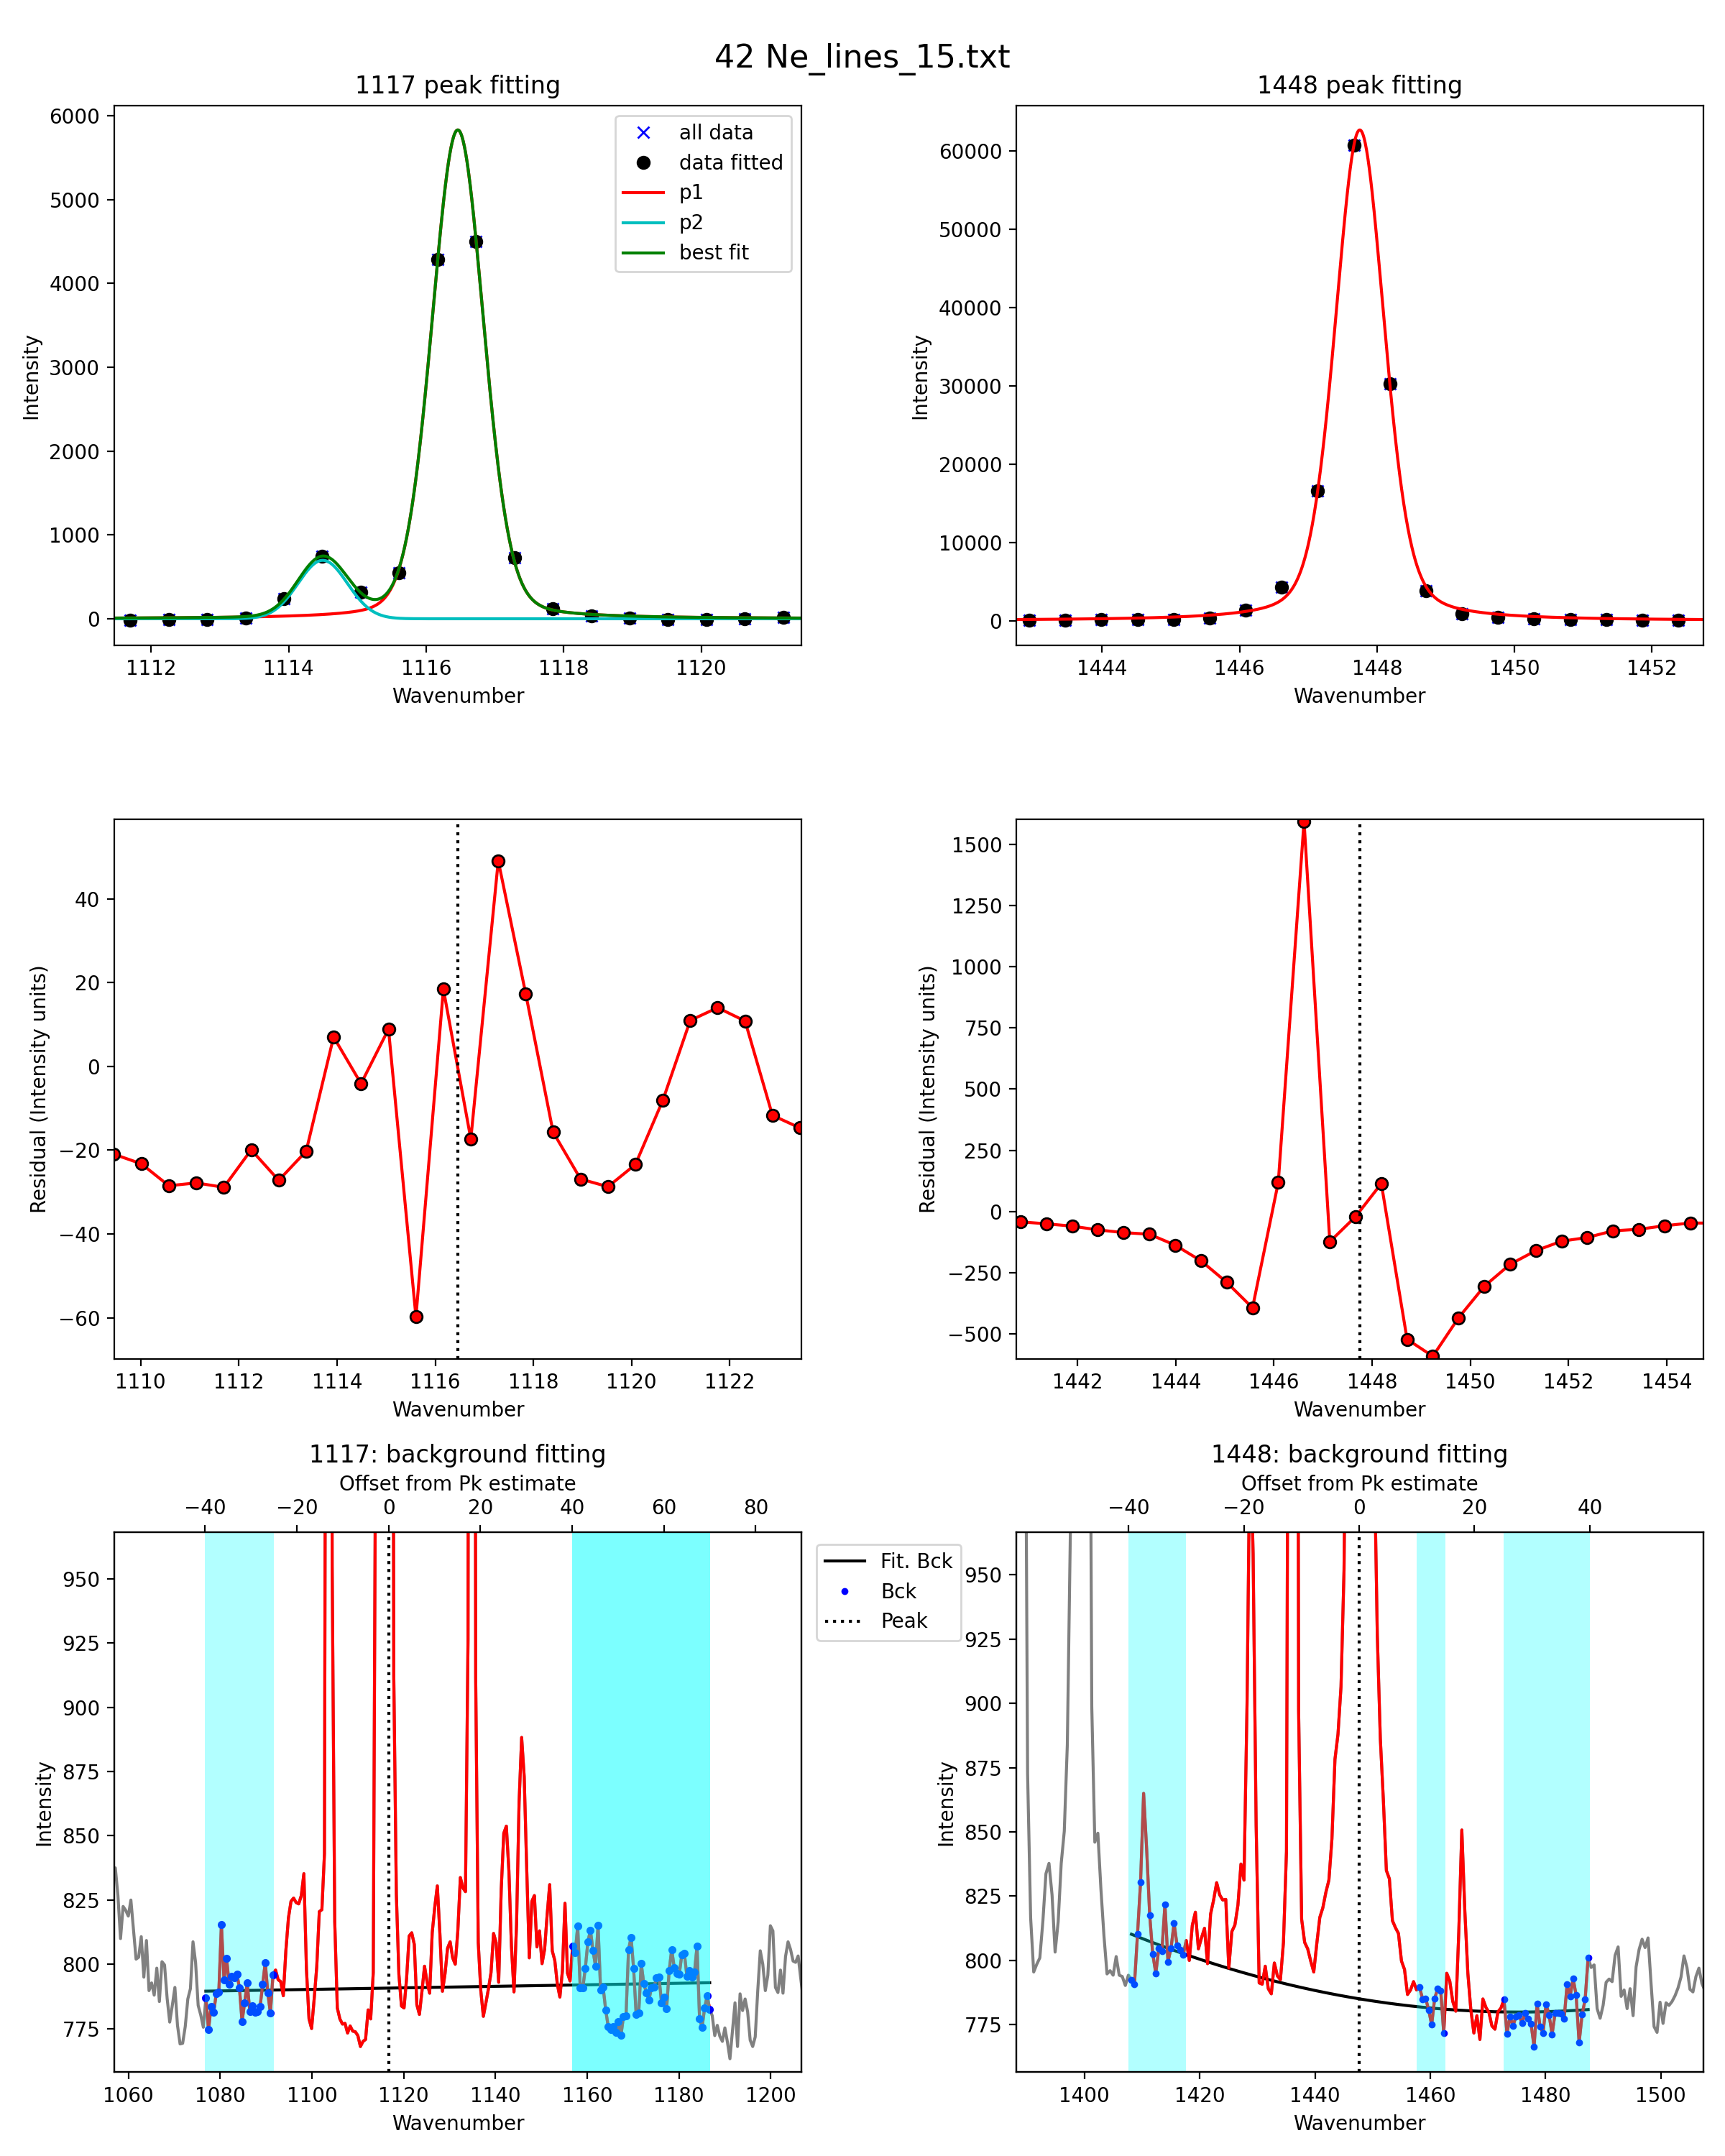 42 Ne_lines_15.txt
1117 peak fitting
6000
5000
4000
3000
2000
1000
0
Intensity
all data
data fitted
p1
p2
best fit
1112 1114 1116 1118 1120
Wavenumber
1448 peak fitting
60000
50000
40000
30000
20000
10000
0
Intensity
1444 1446 1448 1450 1452
Wavenumber
40
20
0
−20
−40
−60
Residual (Intensity units)
1110 1112 1114 1116 1118 1120 1122
Wavenumber
1500
1250
1000
750
500
250
0
−250
−500
Residual (Intensity units)
1442 1444 1446 1448 1450 1452 1454
Wavenumber
1117: background fitting
Offset from Pk estimate
−40 −20 0 20 40 60 80
950
925
900
875
850
825
800
775
Intensity
1060 1080 1100 1120 1140 1160 1180 1200
Wavenumber
Fit. Bck
Bck
Peak
1448: background fitting
Offset from Pk estimate
−40 −20 0 20 40
950
925
900
875
850
825
800
775
Intensity
1400 1420 1440 1460 1480 1500
Wavenumber